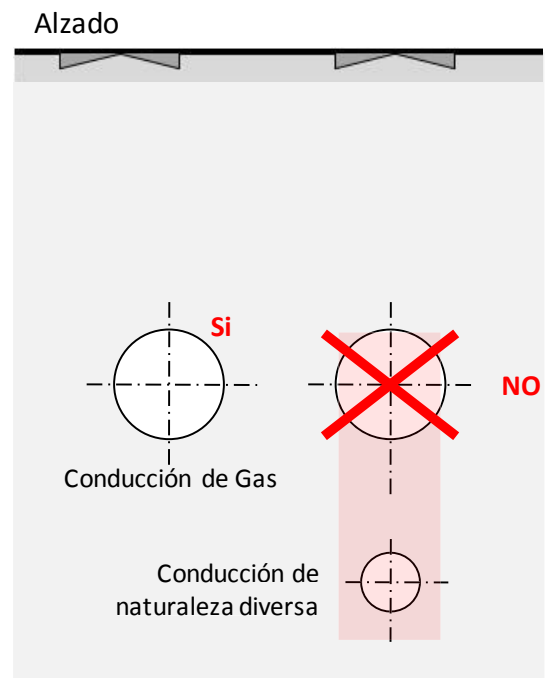 Alzado
Si
NO
Conducción de Gas
Conducción de
naturaleza diversa